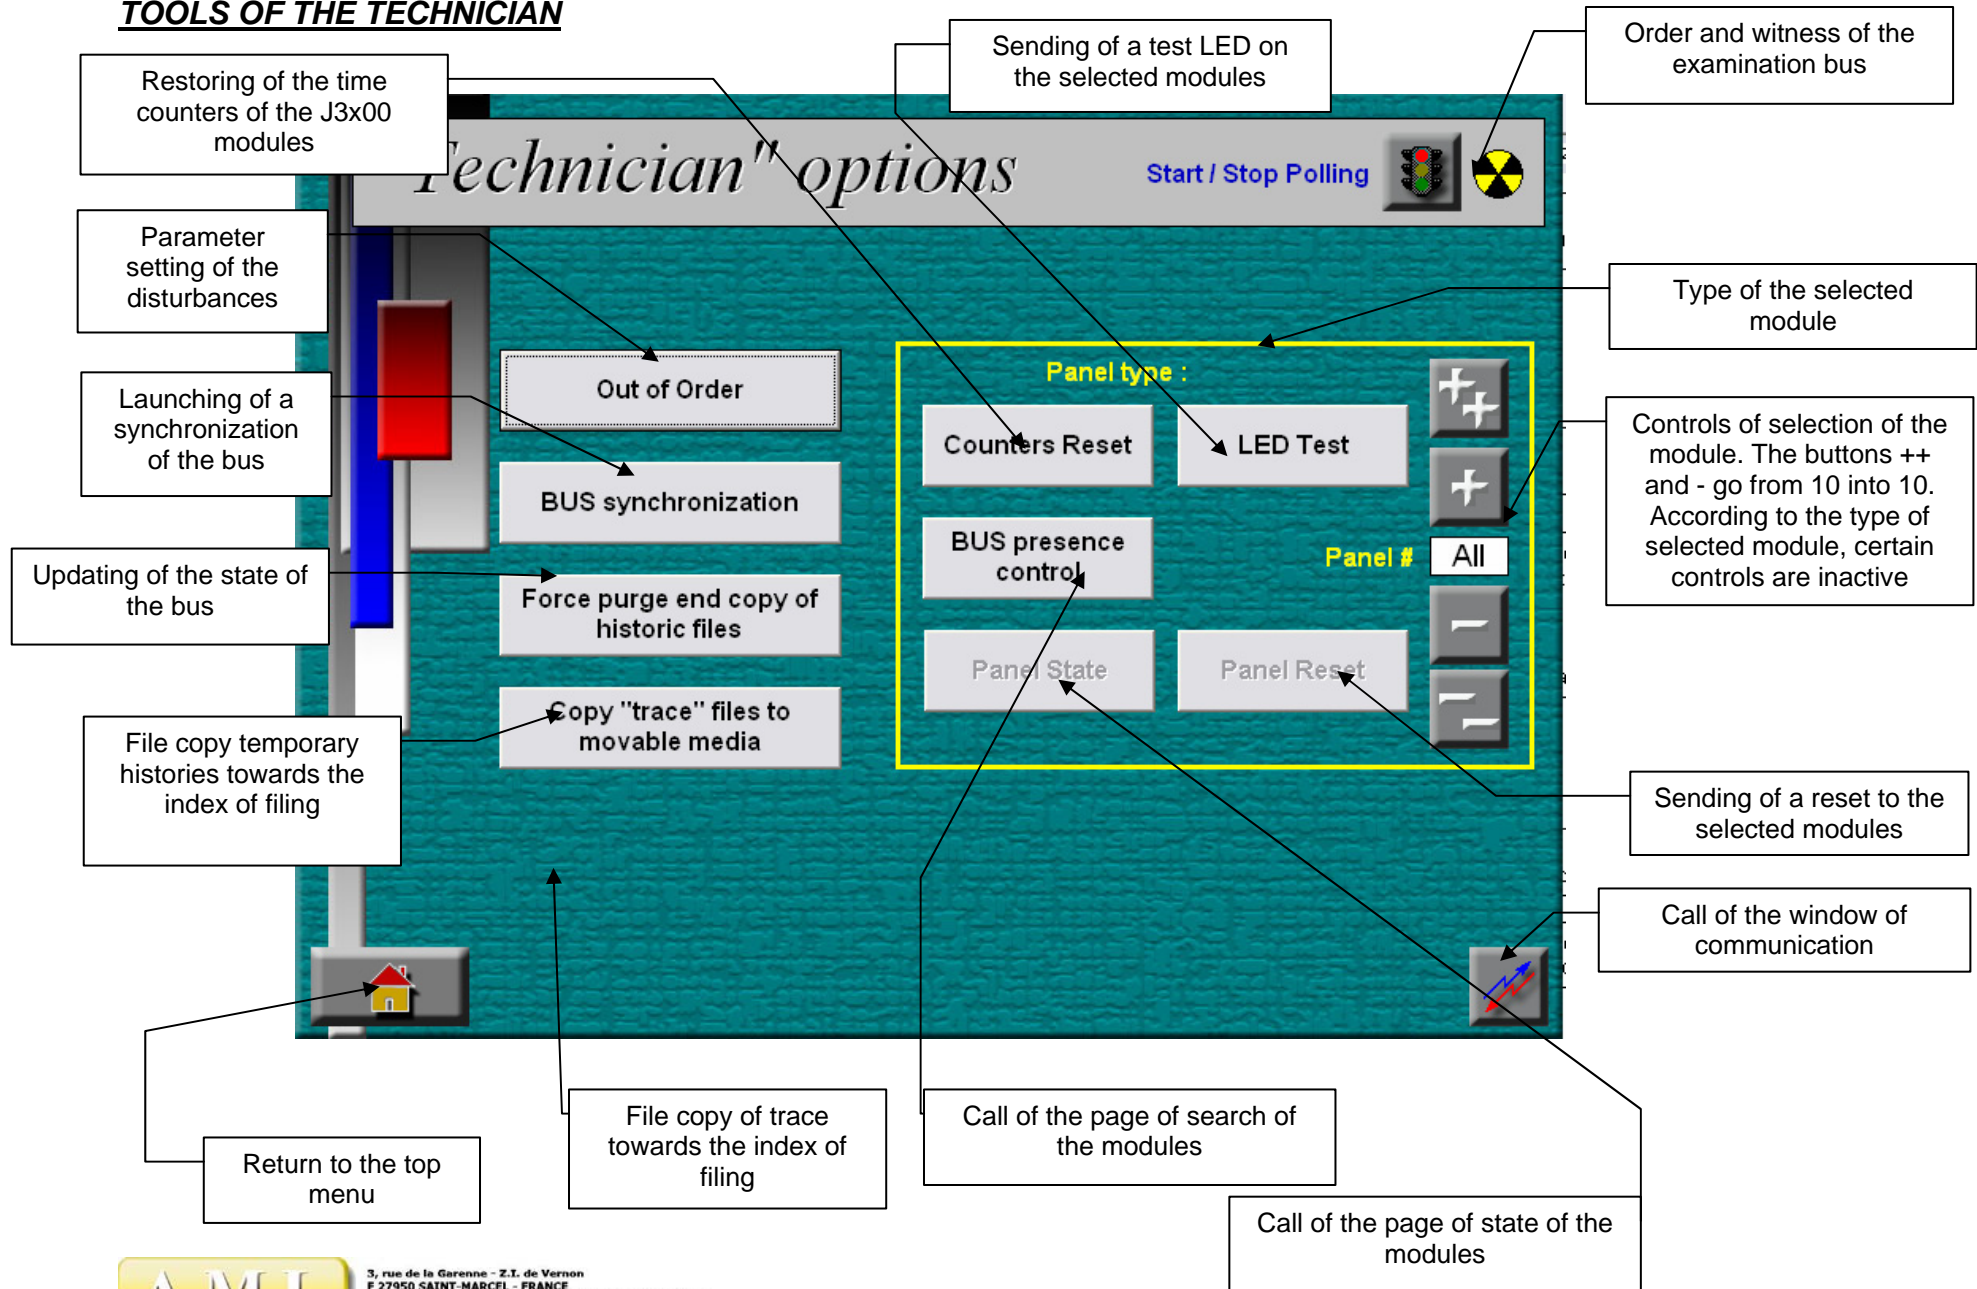 TOOLS OF THE TECHNICIAN
Sending of a test LED on
the selected modules
Order and witness of the
examination bus
Restoring of the time
counters of the J3x00
modules
Technician" options
Start / Stop Polling
Parameter
setting of the
disturbances
Type of the selected
module
Out of Order
Panel type :
Launching of a
synchronization
of the bus
Counters Reset
LED Test
Controls of selection of the
module. The buttons ++
and - go from 10 into 10.
According to the type of
selected module, certain
controls are inactive
BUS synchronization
BUS presence
control
Panel #
All
Updating of the state of
the bus
Force purge end copy of
historic files
Panel State
Panel Reset
Copy "trace" files to
movable media
File copy temporary
histories towards the
index of filing
Sending of a reset to the
selected modules
Call of the window of
communication
File copy of trace
towards the index of
filing
Call of the page of search of
the modules
Return to the top
menu
Call of the page of state of the
modules
3, rue de la Garenne - Z.I. de Vernon
F 27950 SAINT-MARCEL - FRANCE